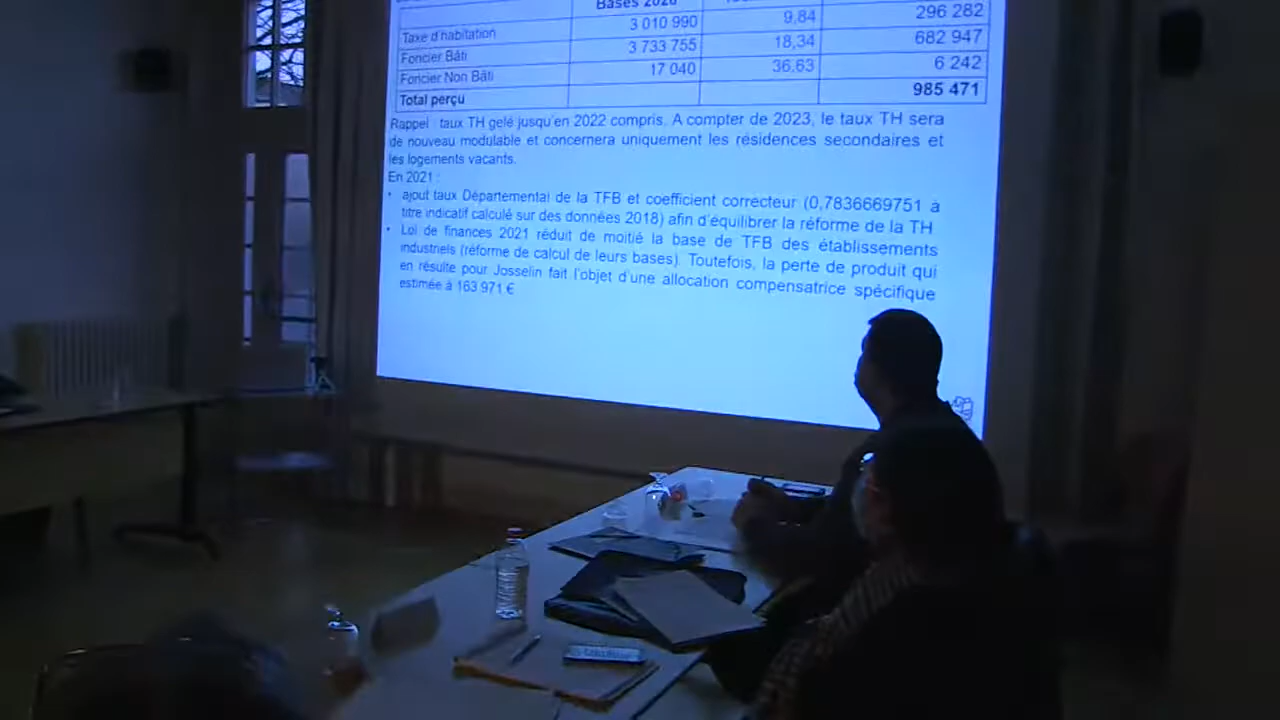 Bases 2020
Taxe d'habitation 3 010 990 9,84 296 282
Foncier Bâti 3 733 755 18,34 682 947
Foncier Non Bâti 17 040 36,63 6 242
Total perçu 985 471
Rappel : taux TH gelé jusqu'en 2022 compris. A compter de 2023, le taux TH sera
de nouveau modulable et concernera uniquement les résidences secondaires et
les logements vacants.
En 2021 :
• ajout taux Départemental de la TFB et coefficient correcteur (0,7836669751 à
titre indicatif calculé sur des données 2018) afin d'équilibrer la réforme de la TH
• Loi de finances 2021 réduit de moitié la base de TFB des établissements
industriels (réforme de calcul de leurs bases). Toutefois, la perte de produit qui
en résulte pour Josselin fait l'objet d'une allocation compensatrice spécifique
estimée à 163 971 €